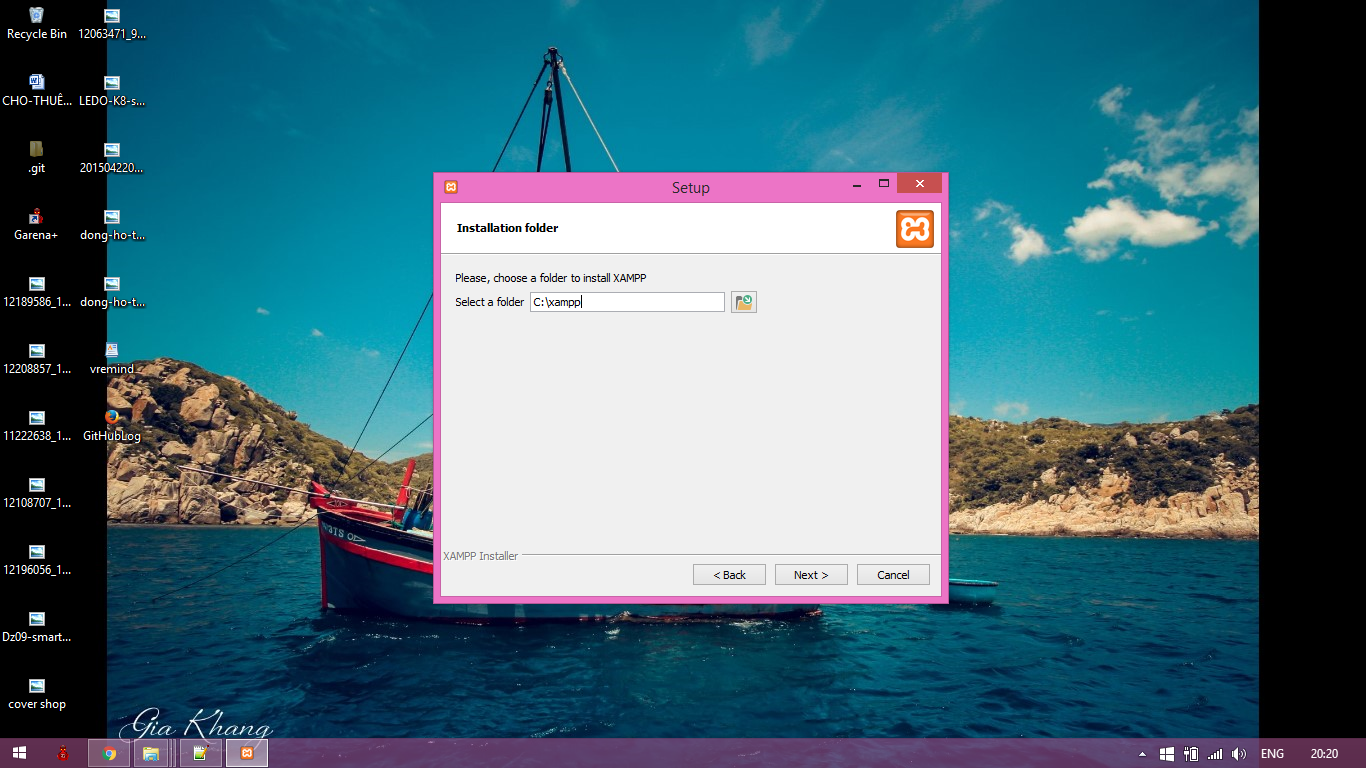 Recycle Bin
12063471_9...
CHO-THUÊ...
LEDO-K8-s...
.git
201504220...
Garena+
dong-ho-t...
12189586_1...
dong-ho-t...
12208857_1...
vremind
11222638_1...
GitHubLog
12108707_1...
12196056_1...
Dz09-smart...
cover shop
Setup
Installation folder
Please, choose a folder to install XAMPP
Select a folder C:\xampp
XAMPP Installer
< Back Next > Cancel
Gia Khang
ENG 20:20